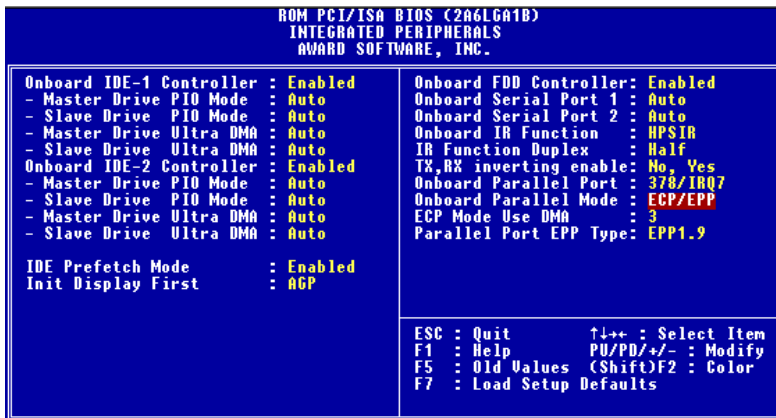 ROM PCI/ISA BIOS (2A6LGA1B)
INTEGRATED PERIPHERALS
AWARD SOFTWARE, INC.
Onboard IDE-1 Controller : Enabled
- Master Drive PIO Mode : Auto
- Slave Drive PIO Mode : Auto
- Master Drive Ultra DMA : Auto
- Slave Drive Ultra DMA : Auto
Onboard IDE-2 Controller : Enabled
- Master Drive PIO Mode : Auto
- Slave Drive PIO Mode : Auto
- Master Drive Ultra DMA : Auto
- Slave Drive Ultra DMA : Auto
IDE Prefetch Mode : Enabled
Init Display First : AGP
Onboard FDD Controller: Enabled
Onboard Serial Port 1 : Auto
Onboard Serial Port 2 : Auto
Onboard IR Function : HPSIR
IR Function Duplex : Half
TX,RX inverting enable: No, Yes
Onboard Parallel Port : 378/IRQ7
Onboard Parallel Mode : ECP/EPP
ECP Mode Use DMA : 3
Parallel Port EPP Type: EPP1.9
ESC : Quit ↑↓→← : Select Item
F1 : Help PU/PD/+/- : Modify
F5 : Old Values (Shift)F2 : Color
F7 : Load Setup Defaults